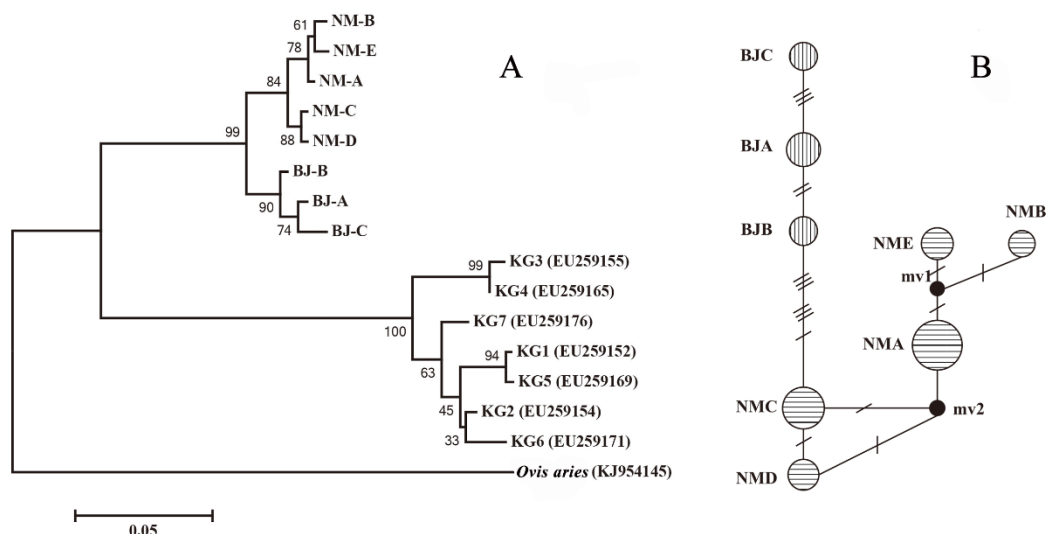 A
NM-B
61
NM-E
78
NM-A
84
NM-C
88
NM-D
99
BJ-B
90
BJ-A
74
BJ-C
KG3 (EU259155)
99
KG4 (EU259165)
100
KG7 (EU259176)
63
KG1 (EU259152)
94
KG5 (EU259169)
45
KG2 (EU259154)
33
KG6 (EU259171)
Ovis aries (KJ954145)
0.05
B
BJC
BJA
BJB
NMB
NME
mv1
NMA
NMC
mv2
NMD